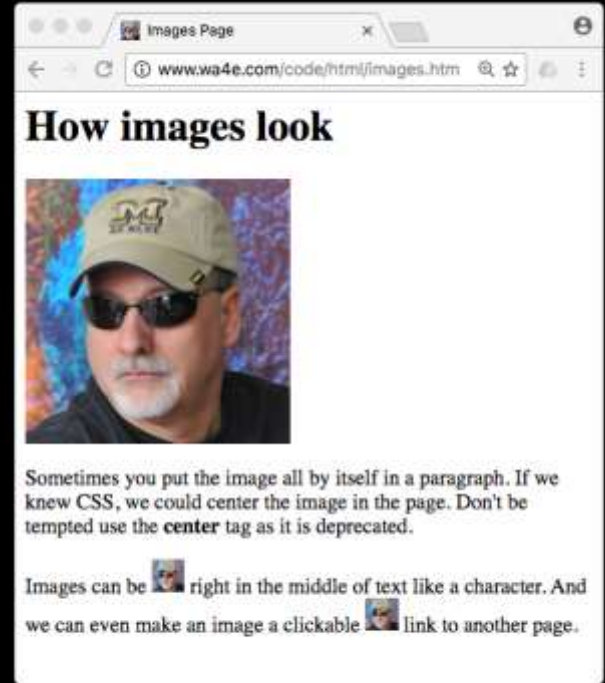 Images Page
www.wa4e.com/code/html/images.htm
How images look
M
Sometimes you put the image all by itself in a paragraph. If we
knew CSS, we could center the image in the page. Don't be
tempted use the center tag as it is deprecated.
Images can be right in the middle of text like a character. And
we can even make an image a clickable link to another page.